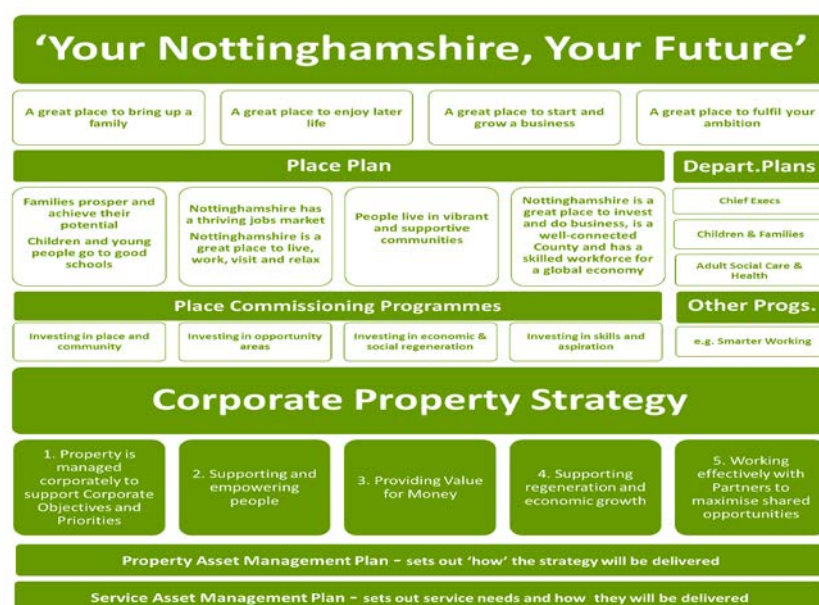 ‘Your Nottinghamshire, Your Future’
A great place to bring up a
family
A great place to enjoy later
life
A great place to start and
grow a business
A great place to fulfil your
ambition
Place Plan
Depart.Plans
Families prosper and
achieve their
potential
Children and young
people go to good
schools
Nottinghamshire has
a thriving jobs market
Nottinghamshire is a
great place to live,
work, visit and relax
People live in vibrant
and supportive
communities
Nottinghamshire is a
great place to invest
and do business, is a
well-connected
County and has a
skilled workforce for
a global economy
Chief Execs
Children & Families
Adult Social Care &
Health
Place Commissioning Programmes
Other Progs.
Investing in place and
community
Investing in opportunity
areas
Investing in economic &
social regeneration
Investing in skills and
aspiration
e.g. Smarter Working
Corporate Property Strategy
1. Property is
managed
corporately to
support Corporate
Objectives and
Priorities
2. Supporting and
empowering
people
3. Providing Value
for Money
4. Supporting
regeneration and
economic growth
5. Working
effectively with
Partners to
maximise shared
opportunities
Property Asset Management Plan – sets out ‘how’ the strategy will be delivered
Service Asset Management Plan – sets out service needs and how they will be delivered